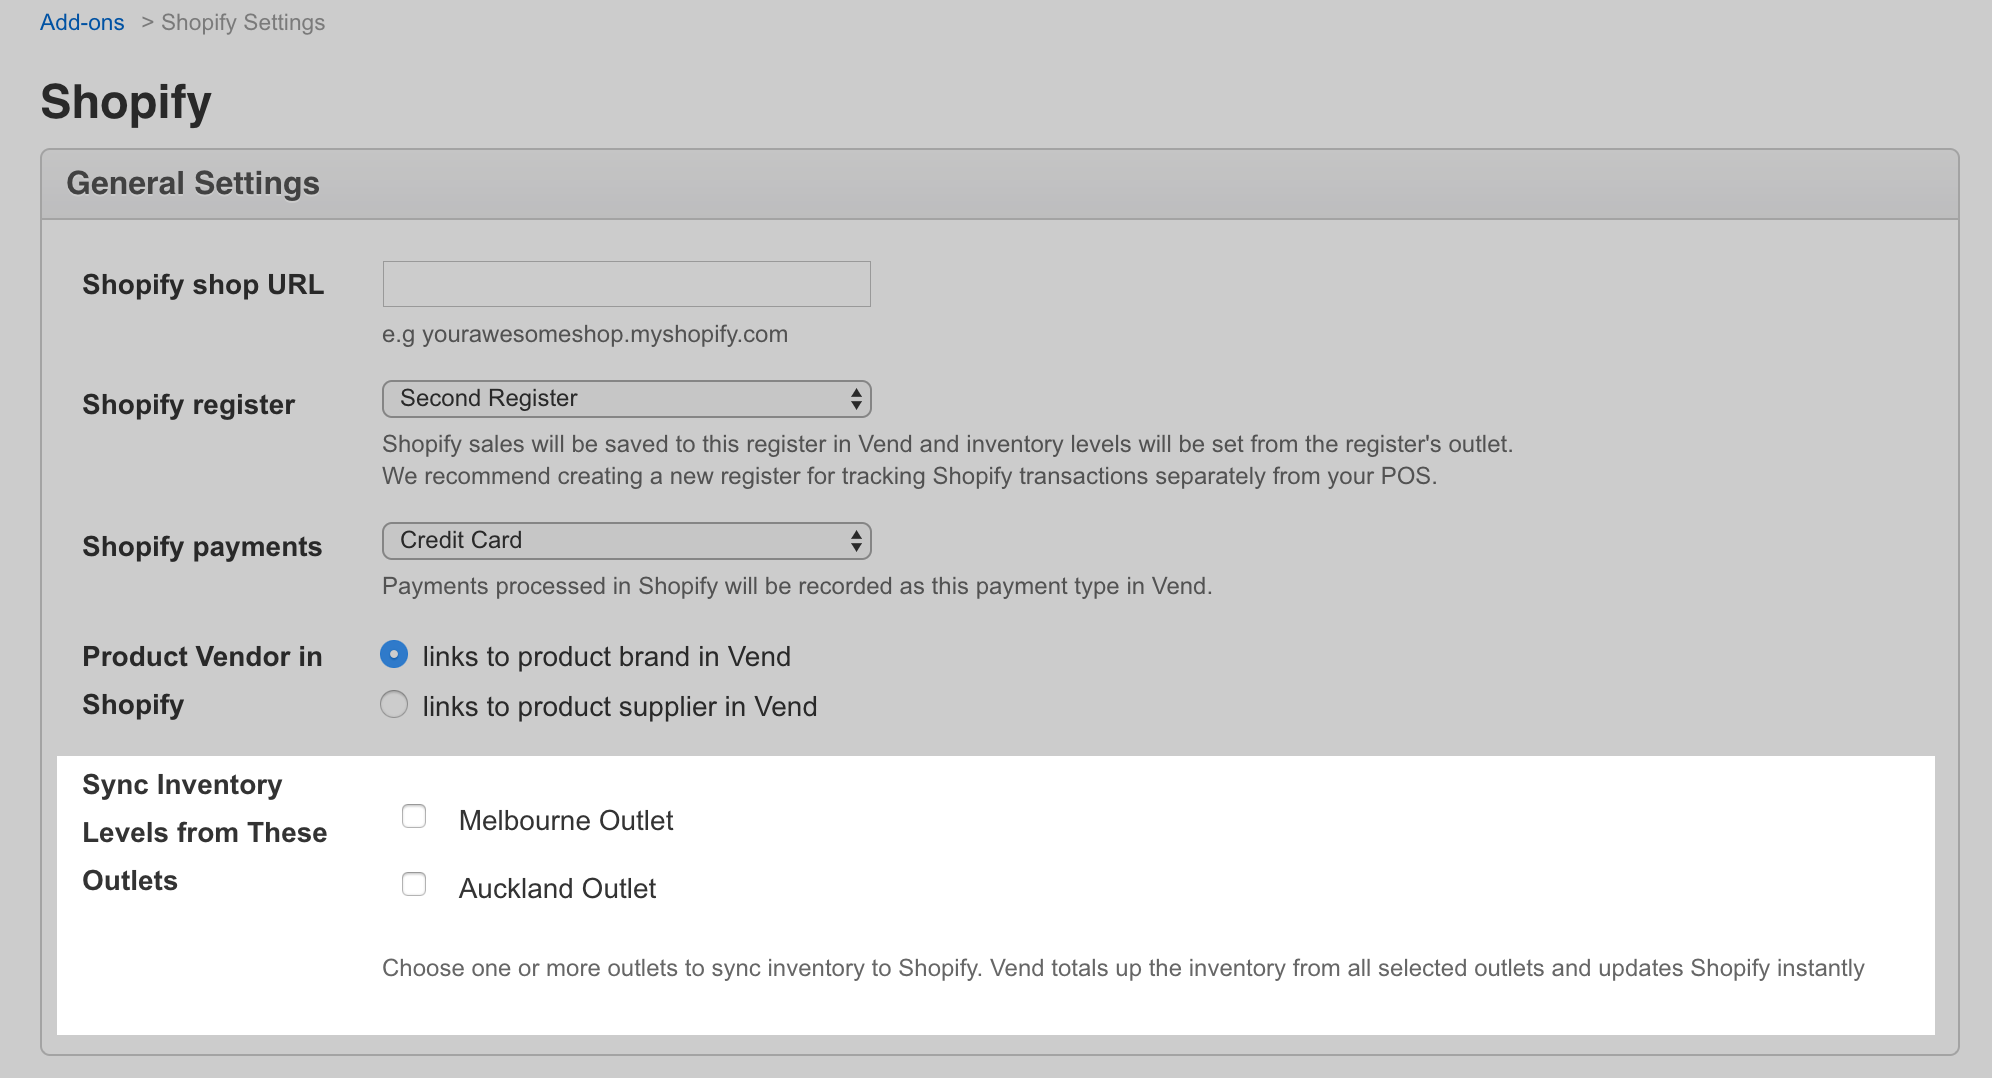 Add-ons > Shopify Settings
Shopify
General Settings
Shopify shop URL
e.g yourawesomeshop.myshopify.com
Shopify register
Second Register
Shopify sales will be saved to this register in Vend and inventory levels will be set from the register's outlet.
We recommend creating a new register for tracking Shopify transactions separately from your POS.
Shopify payments
Credit Card
Payments processed in Shopify will be recorded as this payment type in Vend.
Product Vendor in
Shopify
links to product brand in Vend
links to product supplier in Vend
Sync Inventory
Levels from These
Outlets
Melbourne Outlet
Auckland Outlet
Choose one or more outlets to sync inventory to Shopify. Vend totals up the inventory from all selected outlets and updates Shopify instantly